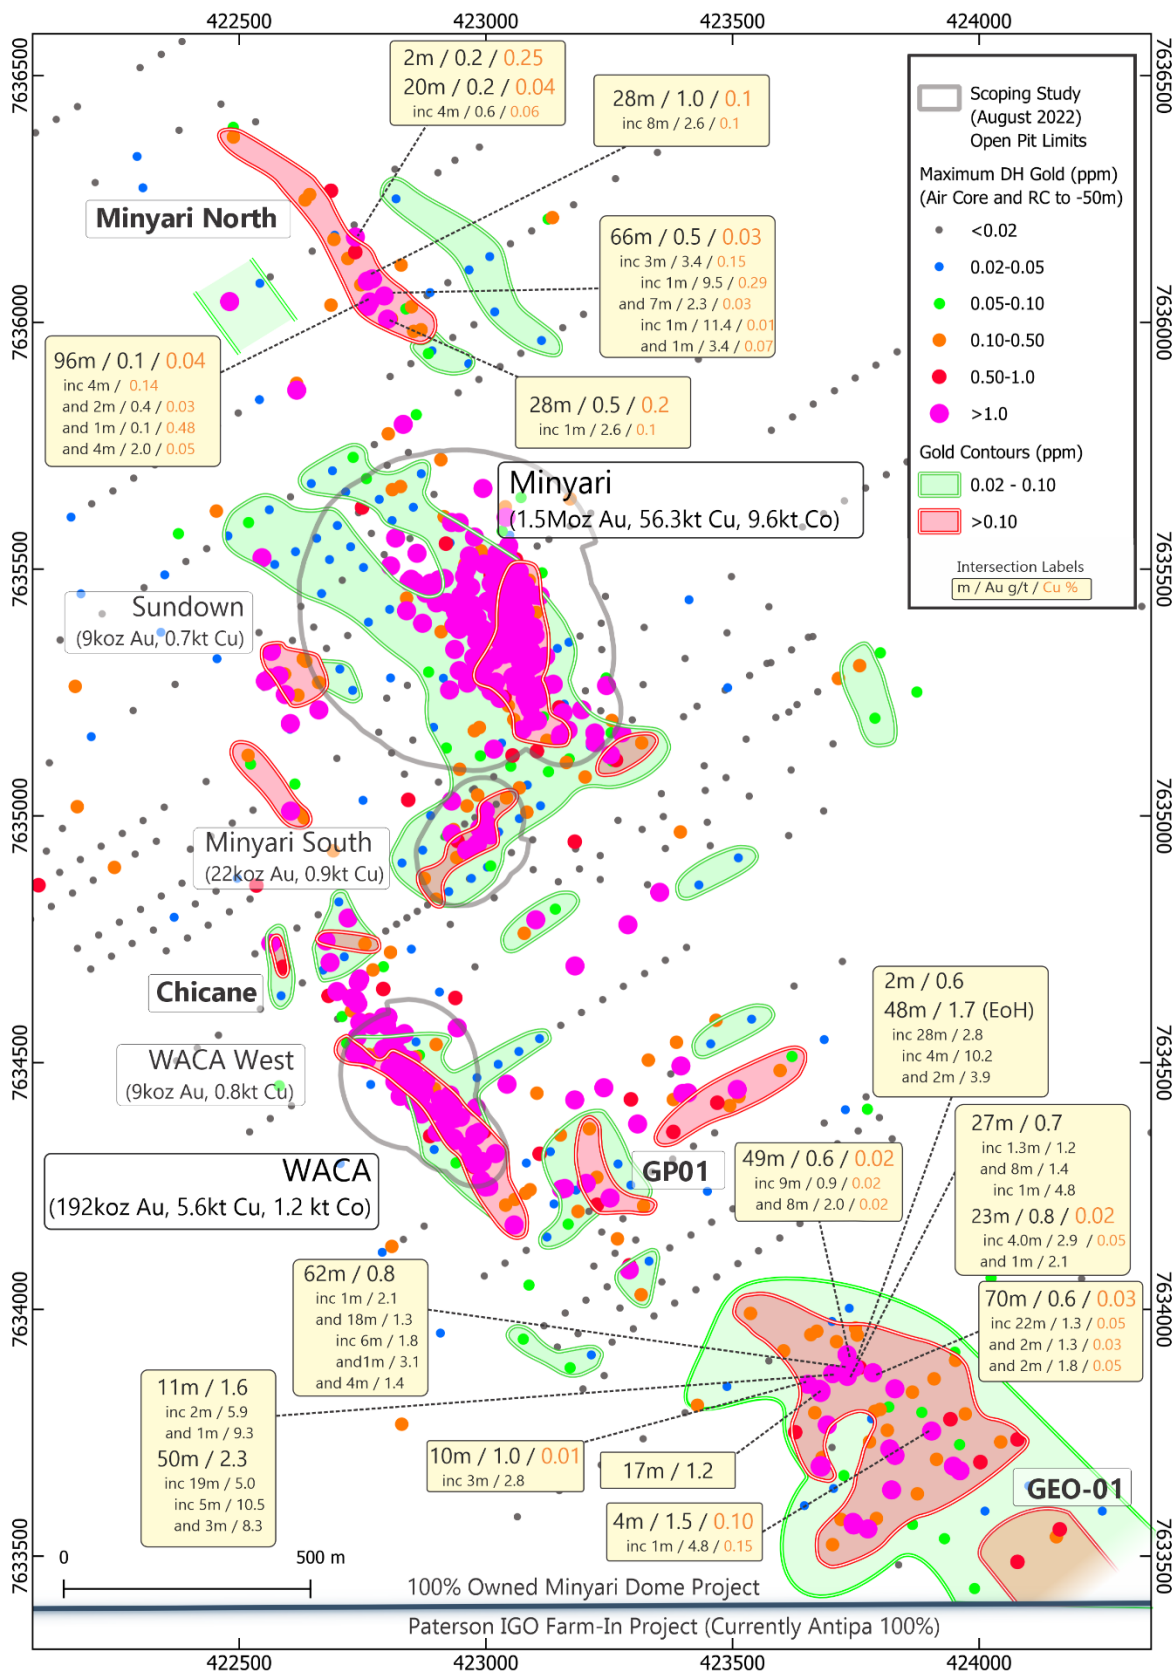 422500 423000 423500 424000
7636500
7636000
7635500
7635000
7634500
7634000
7633500
7636500
7636000
7635500
7635000
7634500
7634000
7633500
2m / 0.2 / 0.25
20m / 0.2 / 0.04
inc 4m / 0.6 / 0.06
28m / 1.0 / 0.1
inc 8m / 2.6 / 0.1
Scoping Study
(August 2022)
Open Pit Limits
Maximum DH Gold (ppm)
(Air Core and RC to -50m)
<0.02
0.02-0.05
0.05-0.10
0.10-0.50
0.50-1.0
>1.0
Gold Contours (ppm)
0.02 - 0.10
>0.10
Intersection Labels
m / Au g/t / Cu %
Minyari North
66m / 0.5 / 0.03
inc 3m / 3.4 / 0.15
inc 1m / 9.5 / 0.29
and 7m / 2.3 / 0.03
inc 1m / 11.4 / 0.01
and 1m / 3.4 / 0.07
96m / 0.1 / 0.04
inc 4m / 0.14
and 2m / 0.4 / 0.03
and 1m / 0.1 / 0.48
and 4m / 2.0 / 0.05
28m / 0.5 / 0.2
inc 1m / 2.6 / 0.1
Minyari
(1.5Moz Au, 56.3kt Cu, 9.6kt Co)
Sundown
(9koz Au, 0.7kt Cu)
Minyari South
(22koz Au, 0.9kt Cu)
Chicane
WACA West
(9koz Au, 0.8kt Cu)
WACA
(192koz Au, 5.6kt Cu, 1.2 kt Co)
GP01
2m / 0.6
48m / 1.7 (EoH)
inc 28m / 2.8
inc 4m / 10.2
and 2m / 3.9
27m / 0.7
inc 1.3m / 1.2
and 8m / 1.4
inc 1m / 4.8
23m / 0.8 / 0.02
inc 4.0m / 2.9 / 0.05
and 1m / 2.1
49m / 0.6 / 0.02
inc 9m / 0.9 / 0.02
and 8m / 2.0 / 0.02
62m / 0.8
inc 1m / 2.1
and 18m / 1.3
inc 6m / 1.8
and1m / 3.1
and 4m / 1.4
70m / 0.6 / 0.03
inc 22m / 1.3 / 0.05
and 2m / 1.3 / 0.03
and 2m / 1.8 / 0.05
11m / 1.6
inc 2m / 5.9
and 1m / 9.3
50m / 2.3
inc 19m / 5.0
inc 5m / 10.5
and 3m / 8.3
10m / 1.0 / 0.01
inc 3m / 2.8
17m / 1.2
4m / 1.5 / 0.10
inc 1m / 4.8 / 0.15
GEO-01
0 500 m
100% Owned Minyari Dome Project
Paterson IGO Farm-In Project (Currently Antipa 100%)
422500 423000 423500 424000